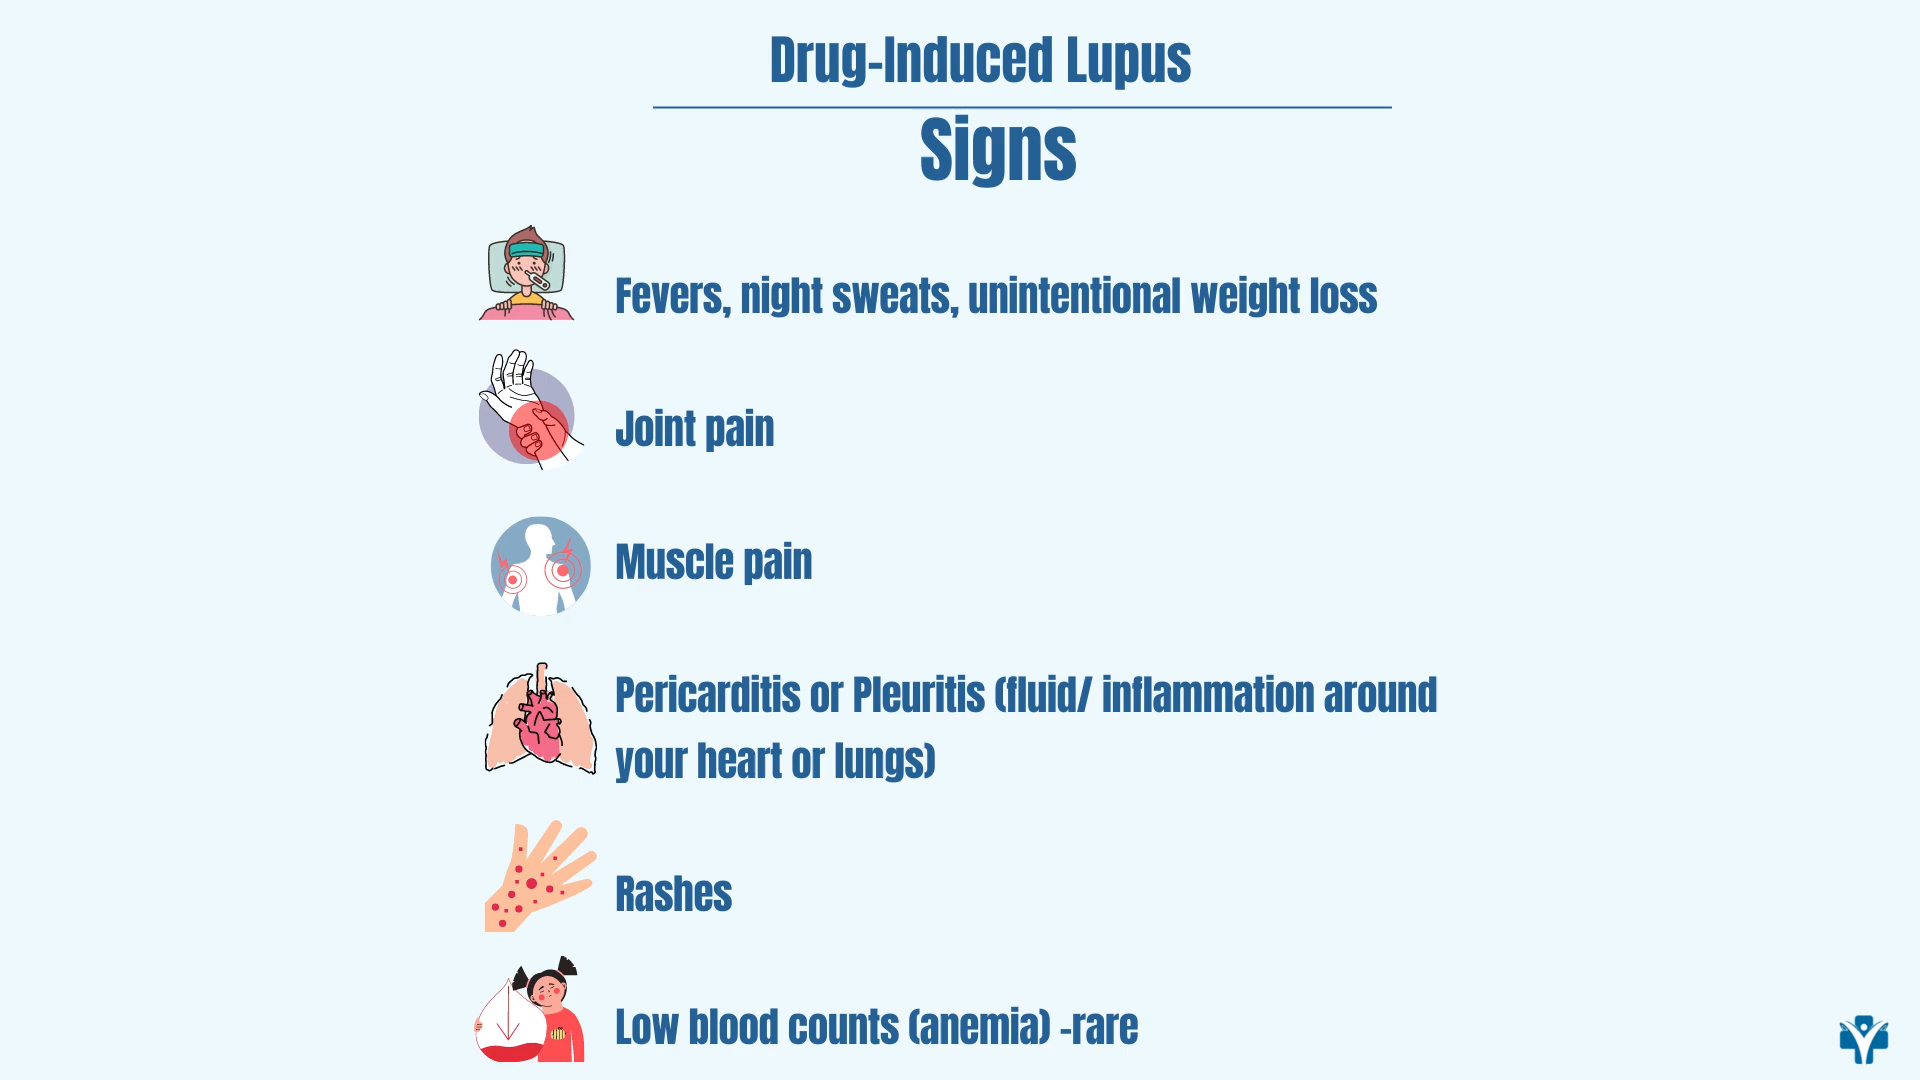 Drug-Induced Lupus
Signs
Fevers, night sweats, unintentional weight loss
Joint pain
Muscle pain
Pericarditis or Pleuritis (fluid/ inflammation around
your heart or lungs)
Rashes
Low blood counts (anemia) -rare